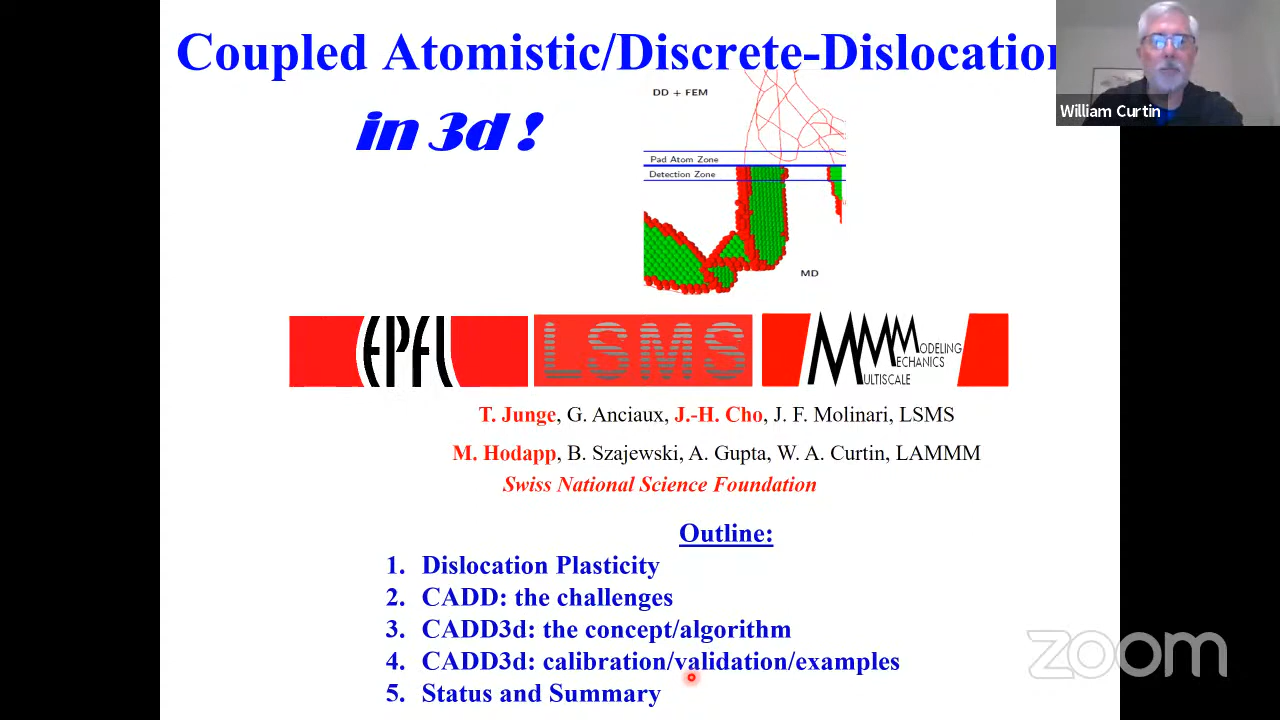 Coupled Atomistic/Discrete-Dislocation
in 3d !
DD + FEM
Pad Atom Zone
Detection Zone
MD
William Curtin
EPFL
LSMS
MMM
MODELING
MECHANICS
MULTISCALE
T. Junge, G. Anciaux, J.-H. Cho, J. F. Molinari, LSMS
M. Hodapp, B. Szajewski, A. Gupta, W. A. Curtin, LAMMM
Swiss National Science Foundation
Outline:
1. Dislocation Plasticity
2. CADD: the challenges
3. CADD3d: the concept/algorithm
4. CADD3d: calibration/validation/examples
5. Status and Summary
zoom